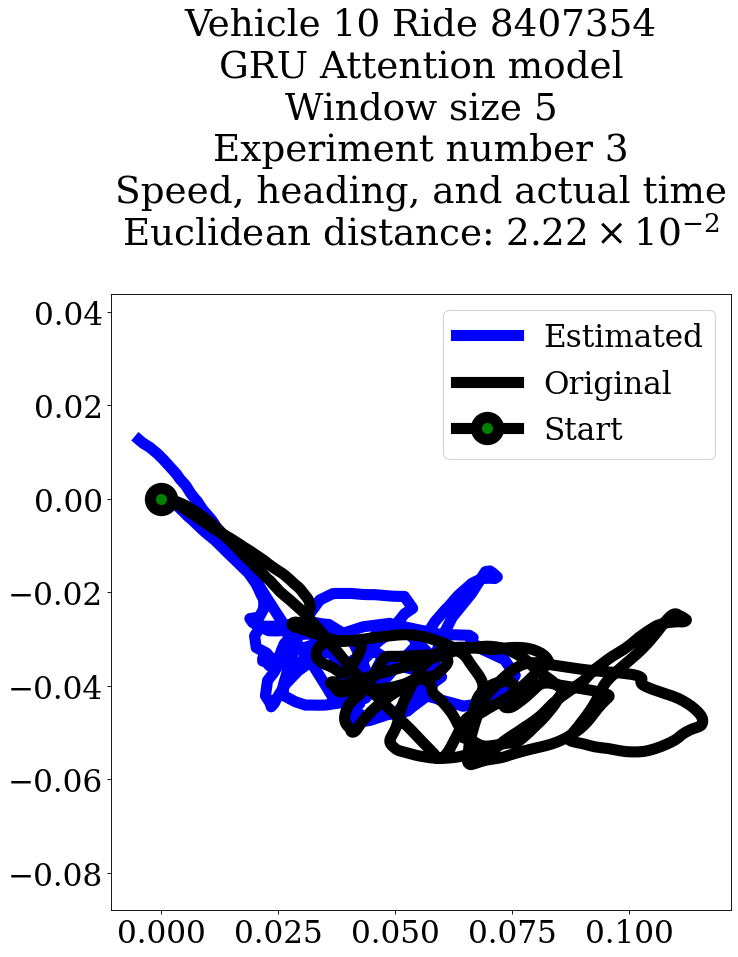 Vehicle 10 Ride 8407354
GRU Attention model
Window size 5
Experiment number 3
Speed, heading, and actual time
Euclidean distance: 2.22 × 10⁻²
Estimated
Original
Start
0.04
0.02
0.00
−0.02
−0.04
−0.06
−0.08
0.000 0.025 0.050 0.075 0.100